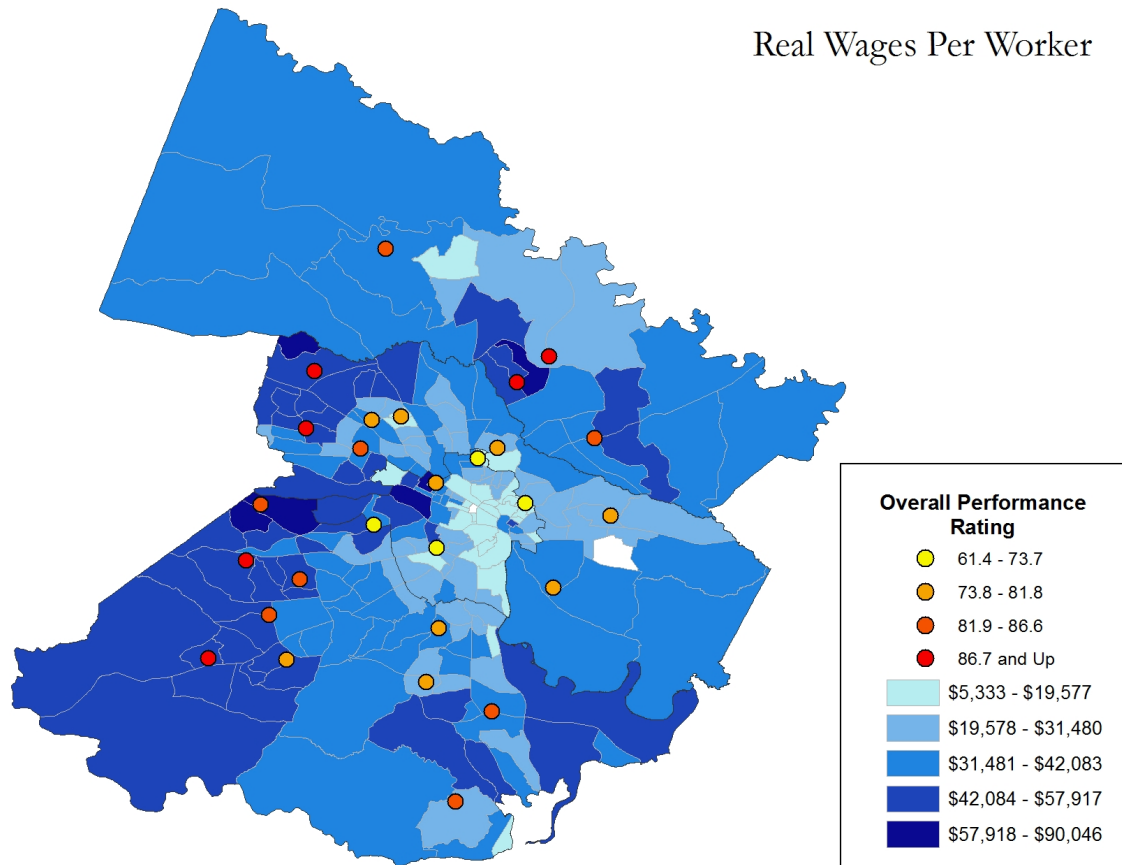 Real Wages Per Worker
Overall Performance
Rating
61.4 - 73.7
73.8 - 81.8
81.9 - 86.6
86.7 and Up
$5,333 - $19,577
$19,578 - $31,480
$31,481 - $42,083
$42,084 - $57,917
$57,918 - $90,046